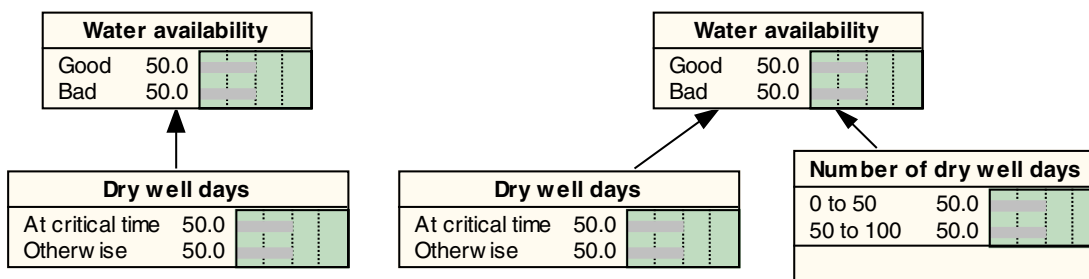 Water availability
Good 50.0
Bad 50.0
Dry well days
At critical time 50.0
Otherwise 50.0
Water availability
Good 50.0
Bad 50.0
Dry well days
At critical time 50.0
Otherwise 50.0
Number of dry well days
0 to 50 50.0
50 to 100 50.0